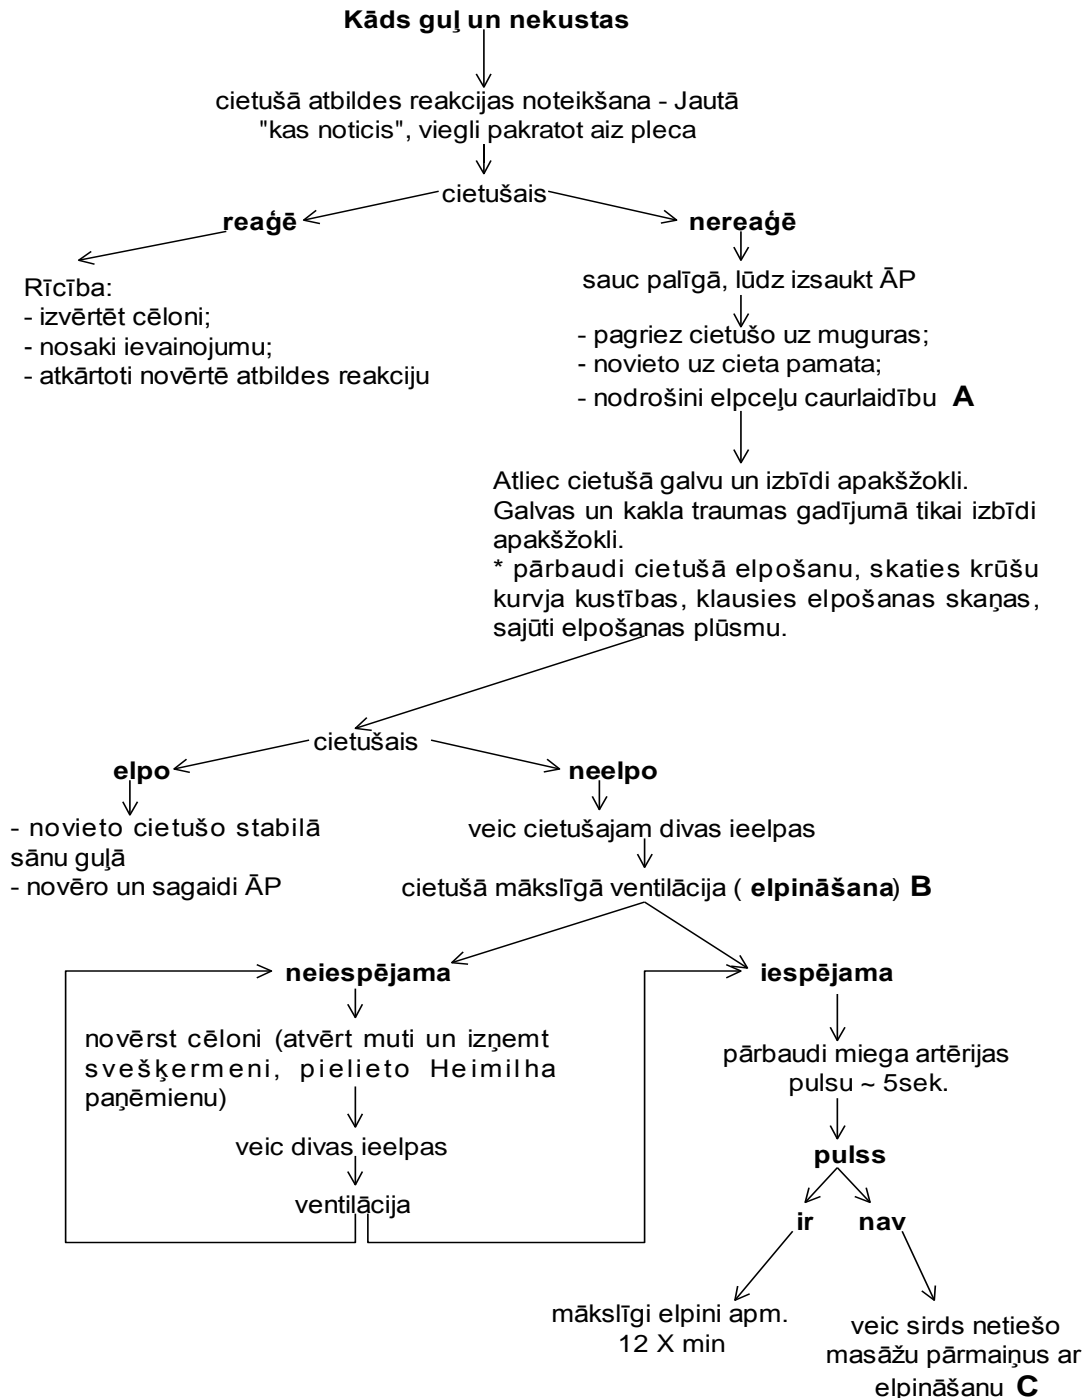 Kāds guļ un nekustas
cietušā atbildes reakcijas noteikšana - Jautā
"kas noticis", viegli pakratot aiz pleca
cietušais
reaģē
nereaģē
Rīcība:
- izvērtēt cēloni;
- nosaki ievainojumu;
- atkārtoti novērtē atbildes reakciju
sauc palīgā, lūdz izsaukt ĀP
- pagriez cietušo uz muguras;
- novieto uz cieta pamata;
- nodrošini elpceļu caurlaidību A
Atliec cietušā galvu un izbīdi apakšžokli.
Galvas un kakla traumas gadījumā tikai izbīdi
apakšžokli.
* pārbaudi cietušā elpošanu, skaties krūšu
kurvja kustības, klausies elpošanas skaņas,
sajūti elpošanas plūsmu.
cietušais
elpo
neelpo
- novieto cietušo stabilā
sānu guļā
- novēro un sagaidi ĀP
veic cietušajam divas ieelpas
cietušā mākslīgā ventilācija ( elpināšana) B
neiespējama
iespējama
novērst cēloni (atvērt muti un izņemt
svešķermeni, pielieto Heimilha
paņēmienu)
veic divas ieelpas
ventilācija
pārbaudi miega artērijas
pulsu ~ 5sek.
pulss
ir nav
mākslīgi elpini apm.
12 X min
veic sirds netiešo
masāžu pārmaiņus ar
elpināšanu C